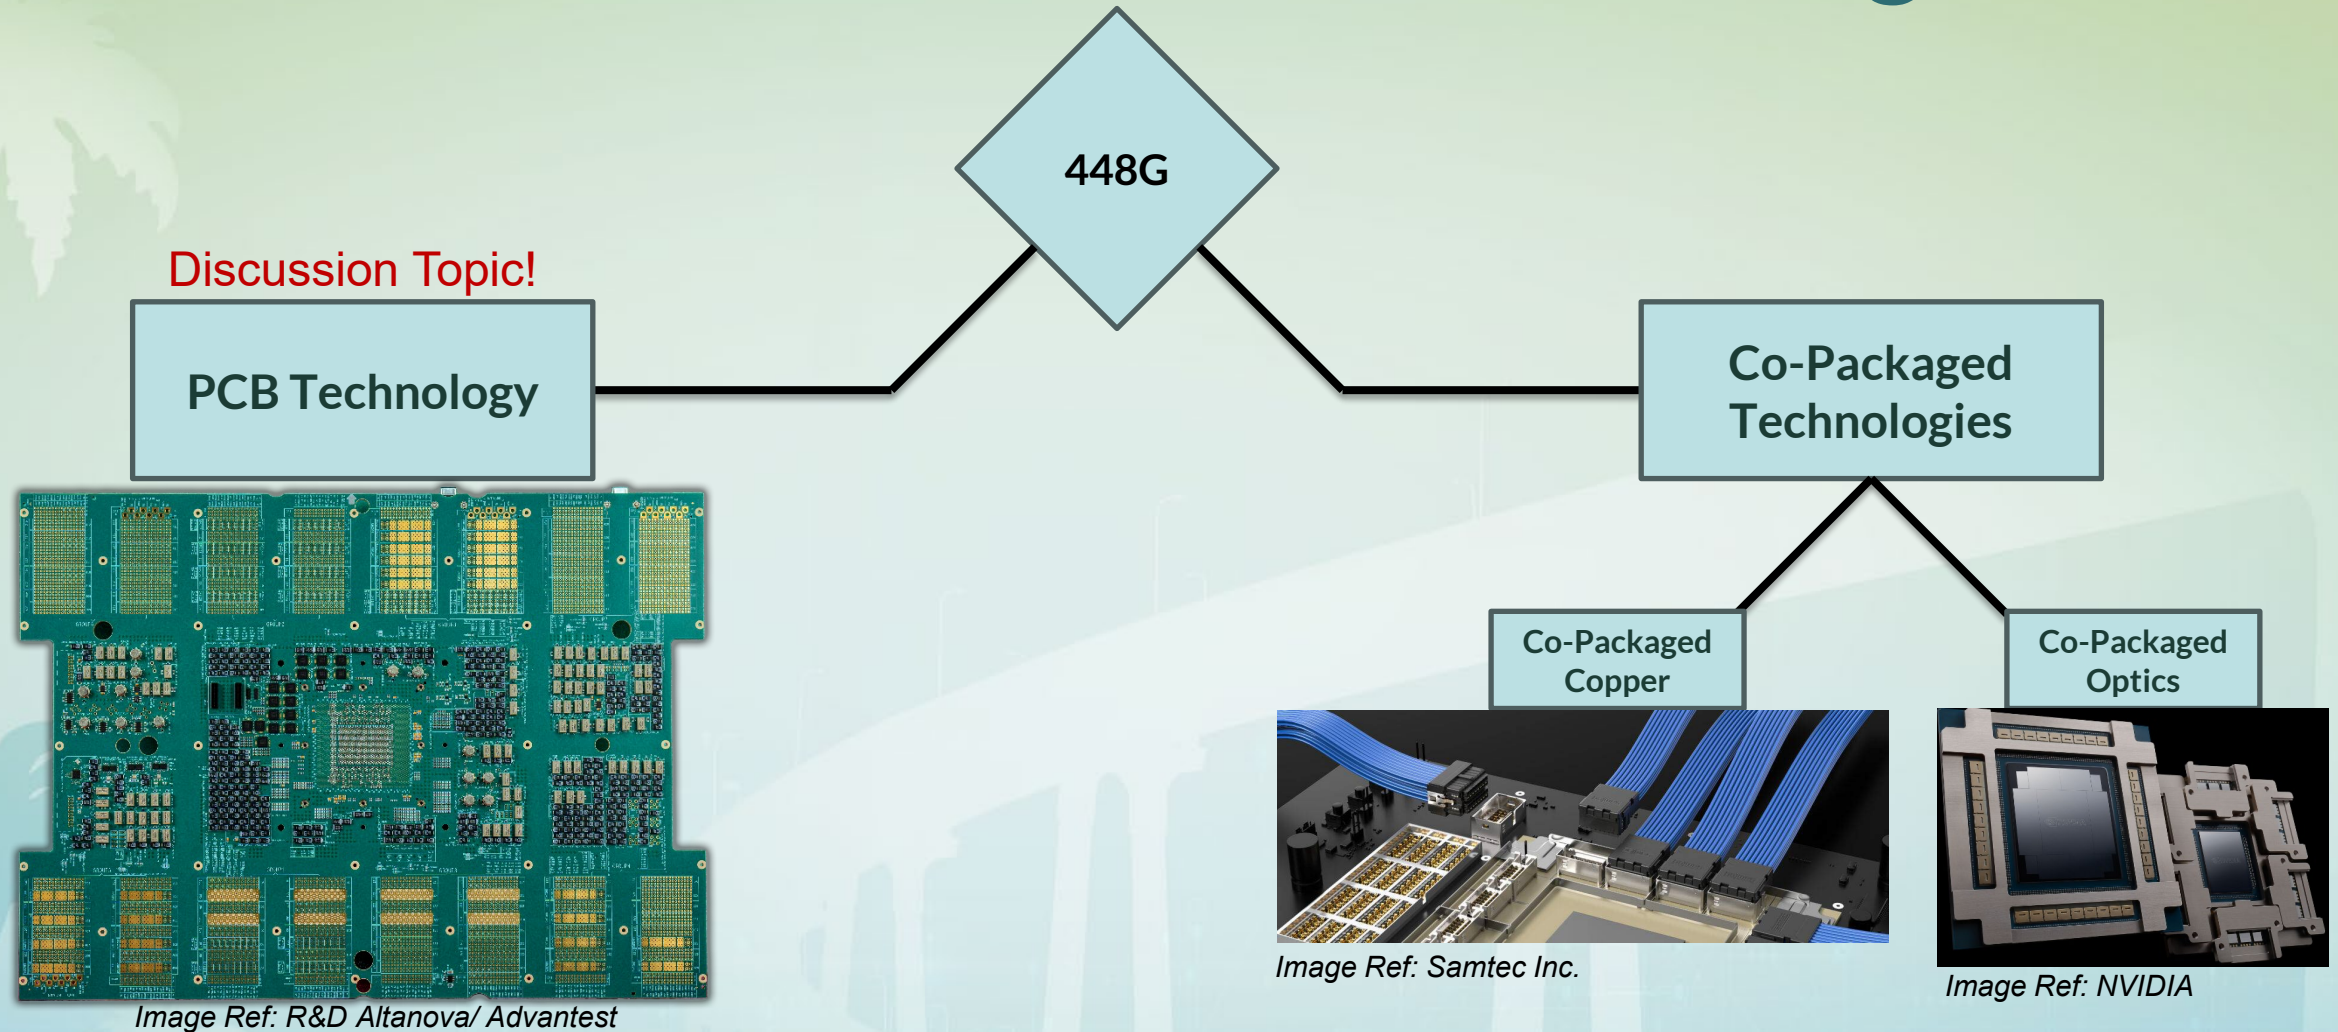 448G
Discussion Topic!
PCB Technology
Co-Packaged
Technologies
Co-Packaged
Copper
Co-Packaged
Optics
Image Ref: Samtec Inc.
Image Ref: NVIDIA
Image Ref: R&D Altanova/ Advantest